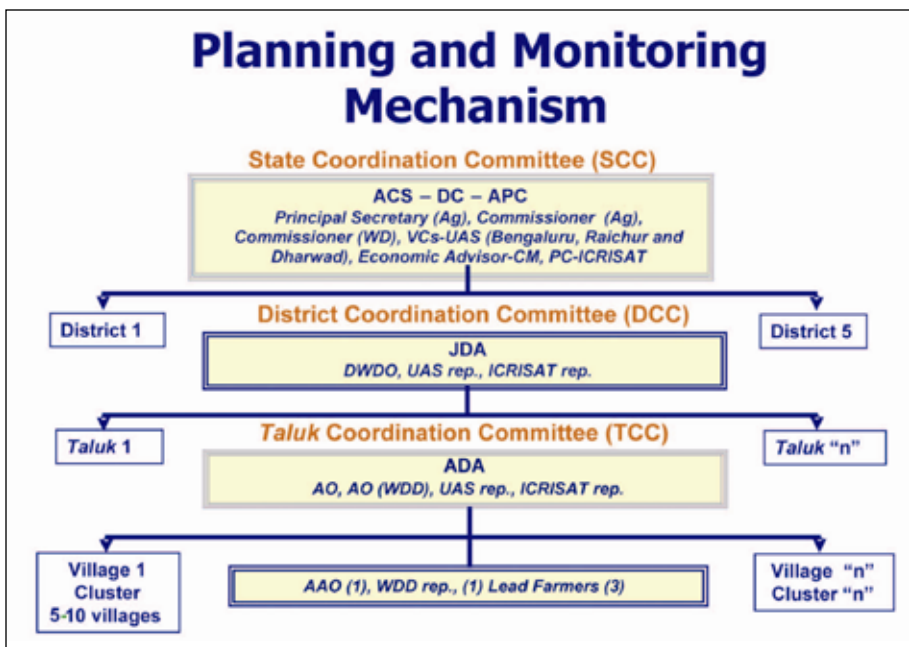 Planning and Monitoring
Mechanism
State Coordination Committee (SCC)
ACS – DC – APC
Principal Secretary (Ag), Commissioner (Ag),
Commissioner (WD), VCs-UAS (Bengaluru, Raichur and
Dharwad), Economic Advisor-CM, PC-ICRISAT
District 1
District Coordination Committee (DCC)
District 5
JDA
DWDO, UAS rep., ICRISAT rep.
Taluk 1
Taluk Coordination Committee (TCC)
Taluk “n”
ADA
AO, AO (WDD), UAS rep., ICRISAT rep.
Village 1
Cluster
5-10 villages
AAO (1), WDD rep., (1) Lead Farmers (3)
Village “n”
Cluster “n”